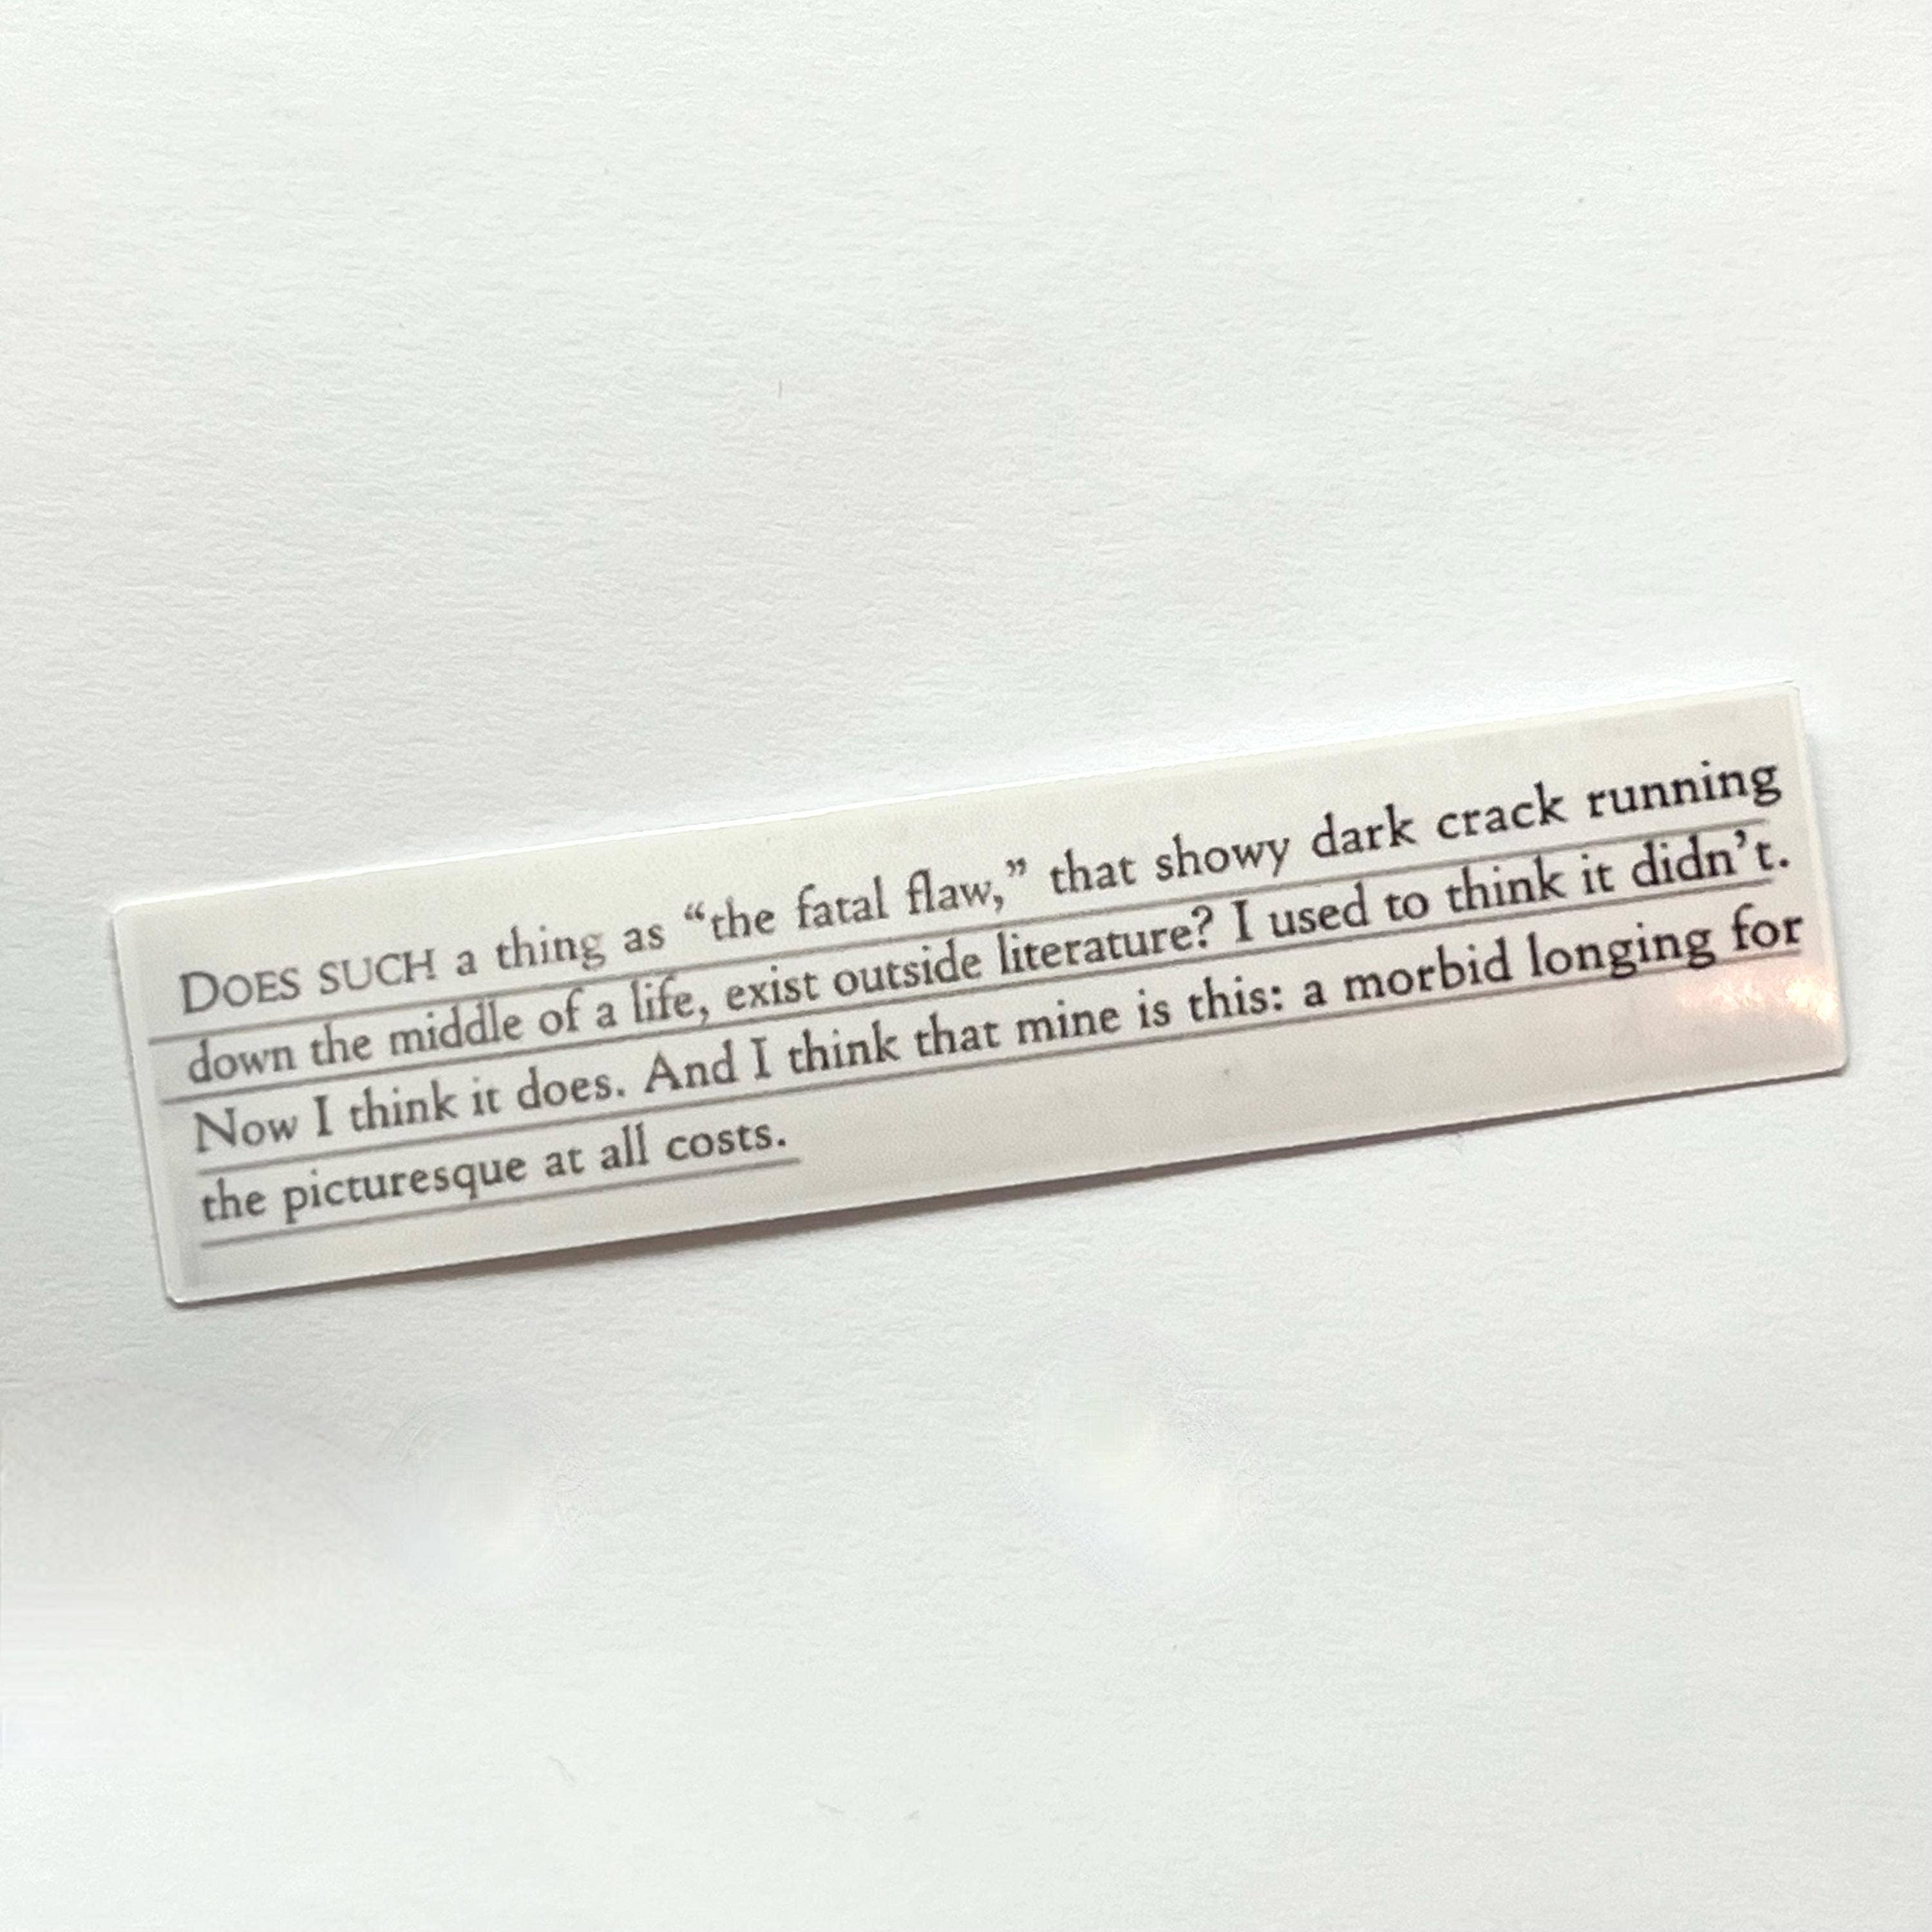 DOES SUCH a thing as “the fatal flaw,” that showy dark crack running
down the middle of a life, exist outside literature? I used to think it didn’t.
Now I think it does. And I think that mine is this: a morbid longing for
the picturesque at all costs.